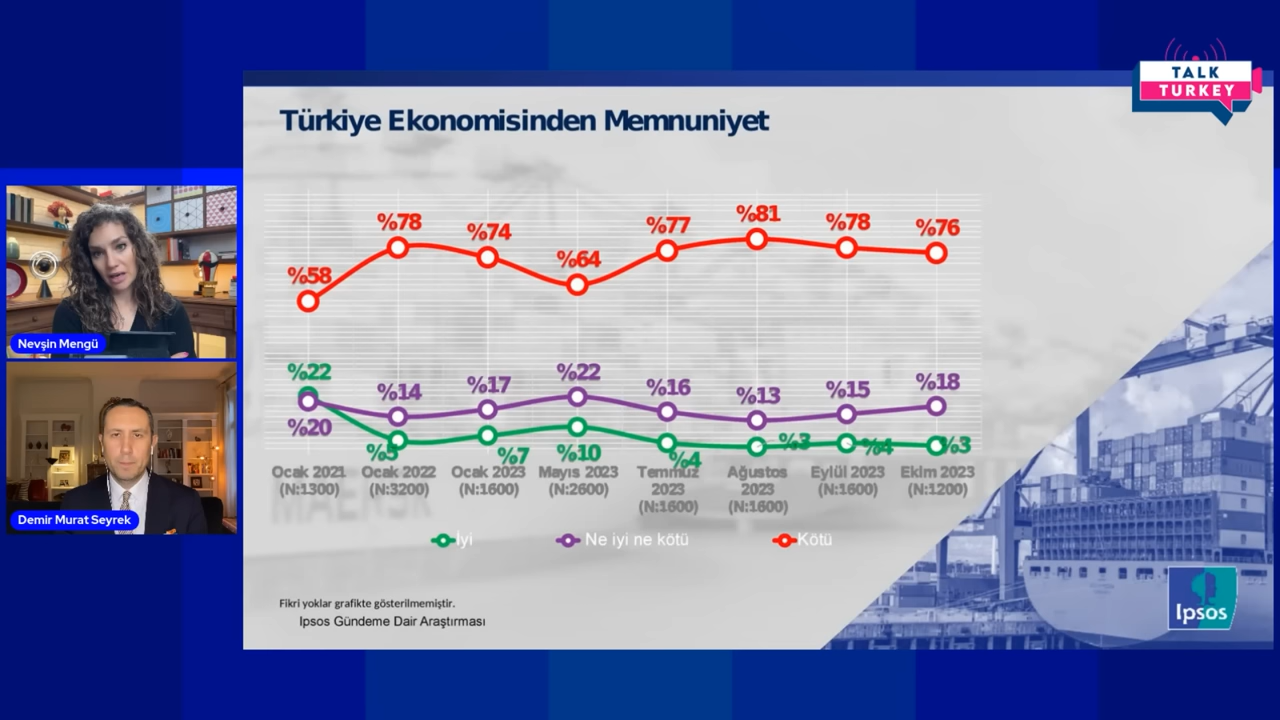 TALK
TURKEY
Türkiye Ekonomisinden Memnuniyet
%58
%78
%74
%64
%77
%81
%78
%76
%22
%14
%17
%22
%16
%13
%15
%18
%20
%5
%7
%10
%4
%3
%4
%3
Ocak 2021
(N:1300)
Ocak 2022
(N:3200)
Ocak 2023
(N:1600)
Mayıs 2023
(N:2600)
Temmuz
2023
(N:1600)
Ağustos
2023
(N:1600)
Eylül 2023
(N:1600)
Ekim 2023
(N:1200)
İyi
Ne iyi ne kötü
Kötü
Fikri yoklar grafikte gösterilmemiştir.
Ipsos Gündeme Dair Araştırması
Ipsos
Nevşin Mengü
Demir Murat Seyrek